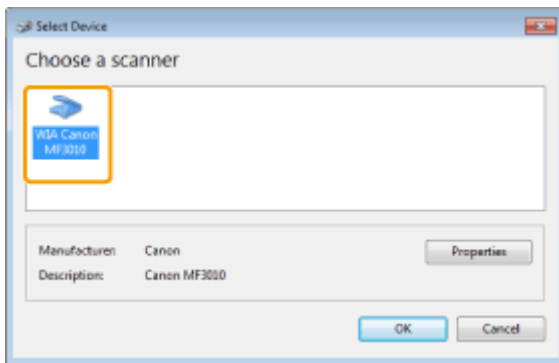 Select Device
Choose a scanner
WIA Canon
MF3010
Manufacturer: Canon
Properties
Description: Canon MF3010
OK
Cancel